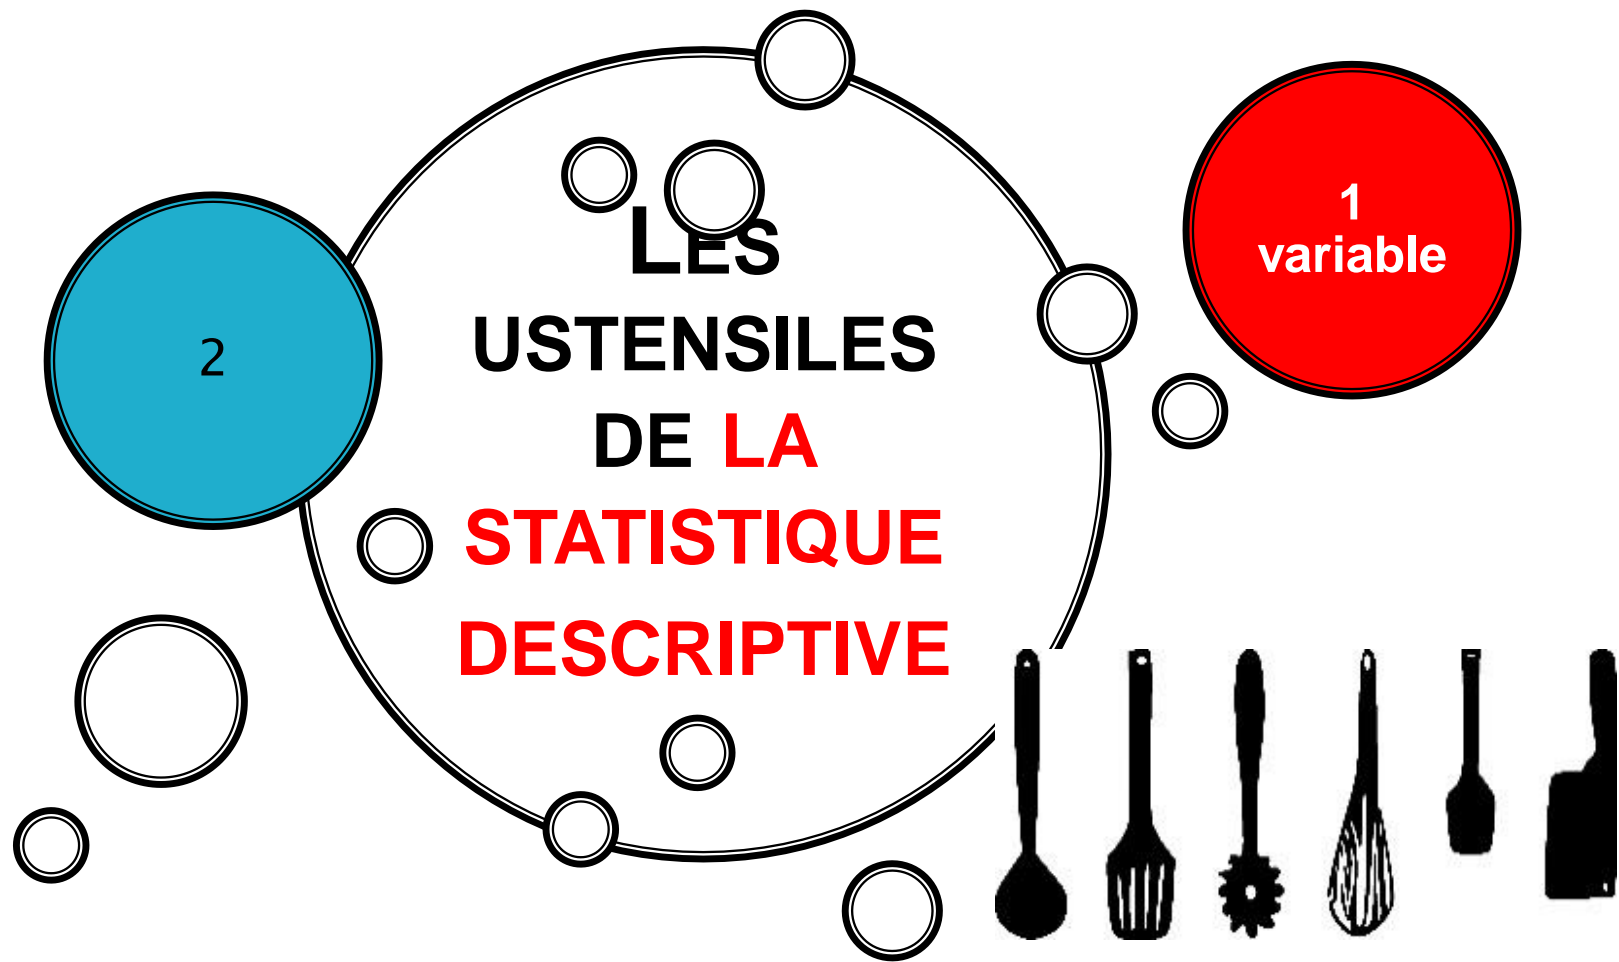 1
variable
2
LES
USTENSILES
DE LA
STATISTIQUE
DESCRIPTIVE